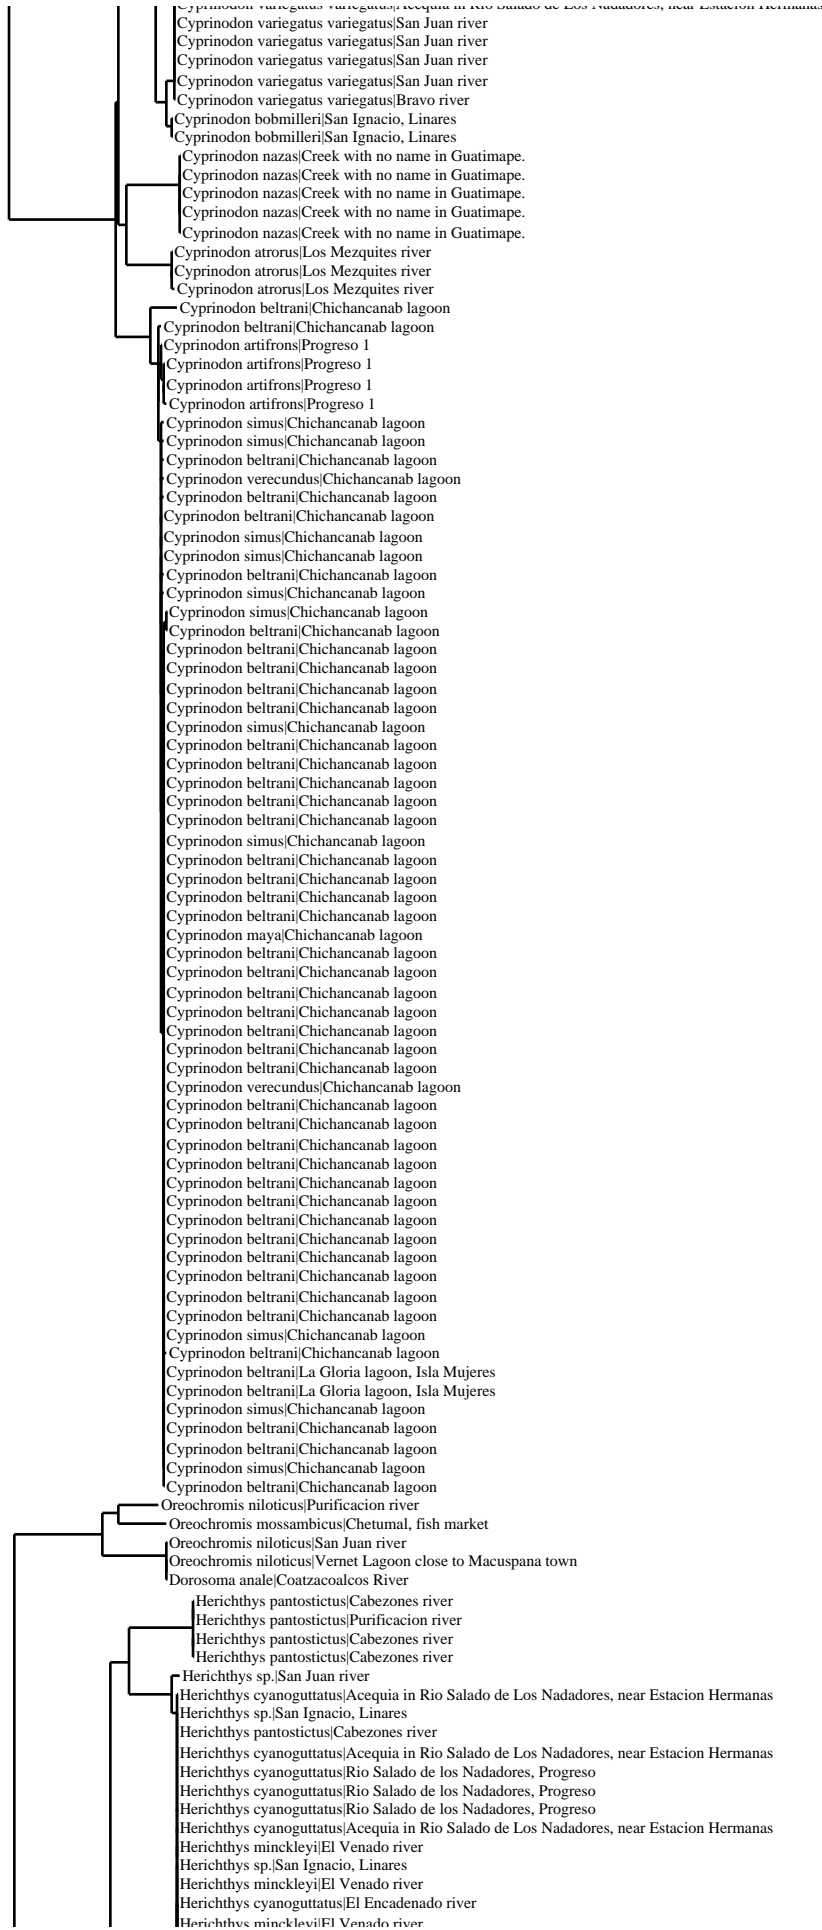 Cyprinodon variegatus variegatus|Acequia in Rio Salado de Los Nadadores, near Estacion Hermanas
Cyprinodon variegatus variegatus|San Juan river
Cyprinodon variegatus variegatus|San Juan river
Cyprinodon variegatus variegatus|San Juan river
Cyprinodon variegatus variegatus|San Juan river
Cyprinodon variegatus variegatus|Bravo river
Cyprinodon bobmilleri|San Ignacio, Linares
Cyprinodon bobmilleri|San Ignacio, Linares
Cyprinodon nazas|Creek with no name in Guatimape.
Cyprinodon nazas|Creek with no name in Guatimape.
Cyprinodon nazas|Creek with no name in Guatimape.
Cyprinodon nazas|Creek with no name in Guatimape.
Cyprinodon nazas|Creek with no name in Guatimape.
Cyprinodon atrorus|Los Mezquites river
Cyprinodon atrorus|Los Mezquites river
Cyprinodon atrorus|Los Mezquites river
Cyprinodon beltrani|Chichancanab lagoon
Cyprinodon beltrani|Chichancanab lagoon
Cyprinodon artifrons|Progreso 1
Cyprinodon artifrons|Progreso 1
Cyprinodon artifrons|Progreso 1
Cyprinodon artifrons|Progreso 1
Cyprinodon simus|Chichancanab lagoon
Cyprinodon simus|Chichancanab lagoon
Cyprinodon beltrani|Chichancanab lagoon
Cyprinodon verecundus|Chichancanab lagoon
Cyprinodon beltrani|Chichancanab lagoon
Cyprinodon beltrani|Chichancanab lagoon
Cyprinodon simus|Chichancanab lagoon
Cyprinodon simus|Chichancanab lagoon
Cyprinodon beltrani|Chichancanab lagoon
Cyprinodon simus|Chichancanab lagoon
Cyprinodon simus|Chichancanab lagoon
Cyprinodon beltrani|Chichancanab lagoon
Cyprinodon beltrani|Chichancanab lagoon
Cyprinodon beltrani|Chichancanab lagoon
Cyprinodon beltrani|Chichancanab lagoon
Cyprinodon beltrani|Chichancanab lagoon
Cyprinodon simus|Chichancanab lagoon
Cyprinodon beltrani|Chichancanab lagoon
Cyprinodon beltrani|Chichancanab lagoon
Cyprinodon beltrani|Chichancanab lagoon
Cyprinodon beltrani|Chichancanab lagoon
Cyprinodon beltrani|Chichancanab lagoon
Cyprinodon simus|Chichancanab lagoon
Cyprinodon beltrani|Chichancanab lagoon
Cyprinodon beltrani|Chichancanab lagoon
Cyprinodon beltrani|Chichancanab lagoon
Cyprinodon beltrani|Chichancanab lagoon
Cyprinodon maya|Chichancanab lagoon
Cyprinodon beltrani|Chichancanab lagoon
Cyprinodon beltrani|Chichancanab lagoon
Cyprinodon beltrani|Chichancanab lagoon
Cyprinodon beltrani|Chichancanab lagoon
Cyprinodon beltrani|Chichancanab lagoon
Cyprinodon beltrani|Chichancanab lagoon
Cyprinodon beltrani|Chichancanab lagoon
Cyprinodon verecundus|Chichancanab lagoon
Cyprinodon beltrani|Chichancanab lagoon
Cyprinodon beltrani|Chichancanab lagoon
Cyprinodon beltrani|Chichancanab lagoon
Cyprinodon beltrani|Chichancanab lagoon
Cyprinodon beltrani|Chichancanab lagoon
Cyprinodon beltrani|Chichancanab lagoon
Cyprinodon beltrani|Chichancanab lagoon
Cyprinodon beltrani|Chichancanab lagoon
Cyprinodon beltrani|Chichancanab lagoon
Cyprinodon beltrani|Chichancanab lagoon
Cyprinodon beltrani|Chichancanab lagoon
Cyprinodon beltrani|Chichancanab lagoon
Cyprinodon simus|Chichancanab lagoon
Cyprinodon beltrani|Chichancanab lagoon
Cyprinodon beltrani|La Gloria lagoon, Isla Mujeres
Cyprinodon beltrani|La Gloria lagoon, Isla Mujeres
Cyprinodon simus|Chichancanab lagoon
Cyprinodon beltrani|Chichancanab lagoon
Cyprinodon beltrani|Chichancanab lagoon
Cyprinodon simus|Chichancanab lagoon
Cyprinodon beltrani|Chichancanab lagoon
Oreochromis niloticus|Purificacion river
Oreochromis mossambicus|Chetumal, fish market
Oreochromis niloticus|San Juan river
Oreochromis niloticus|Vernet Lagoon close to Macuspana town
Dorosoma anale|Coatzacoalcos River
Herichthys pantostictus|Cabezones river
Herichthys pantostictus|Purificacion river
Herichthys pantostictus|Cabezones river
Herichthys pantostictus|Cabezones river
Herichthys sp.|San Juan river
Herichthys cyanoguttatus|Acequia in Rio Salado de Los Nadadores, near Estacion Hermanas
Herichthys sp.|San Ignacio, Linares
Herichthys pantostictus|Cabezones river
Herichthys cyanoguttatus|Acequia in Rio Salado de Los Nadadores, near Estacion Hermanas
Herichthys cyanoguttatus|Rio Salado de los Nadadores, Progreso
Herichthys cyanoguttatus|Rio Salado de los Nadadores, Progreso
Herichthys cyanoguttatus|Rio Salado de los Nadadores, Progreso
Herichthys cyanoguttatus|Acequia in Rio Salado de Los Nadadores, near Estacion Hermanas
Herichthys minckleyi|El Venado river
Herichthys sp.|San Ignacio, Linares
Herichthys minckleyi|El Venado river
Herichthys cyanoguttatus|El Encadenado river
Herichthys minckleyi|El Venado river